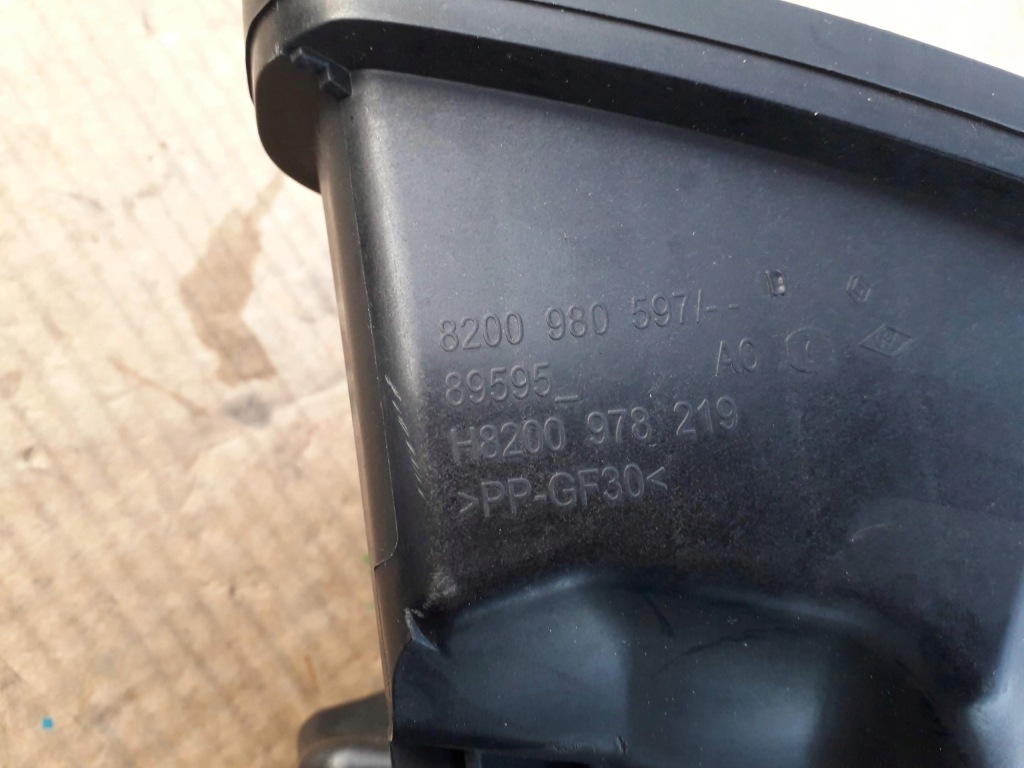 8200 980 597/--
89595_ A0
H8200 978 219
>PP-GF30<